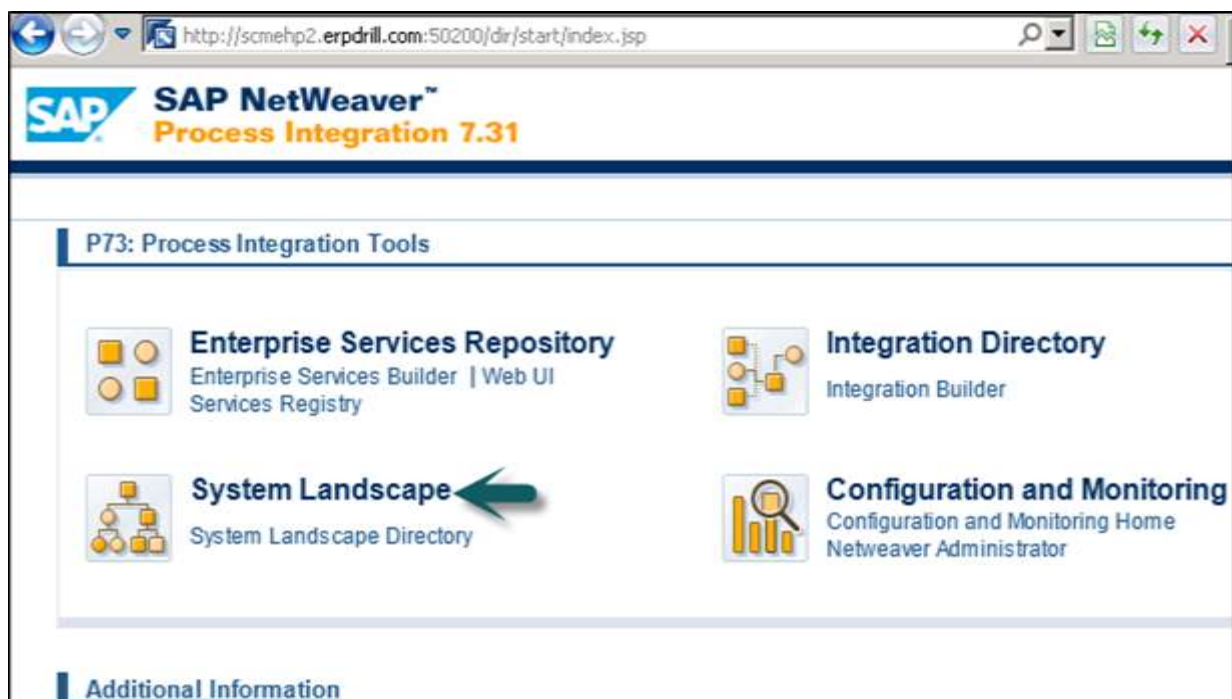 http://scmehp2.erpdrill.com:50200/dir/start/index.jsp
SAP
SAP NetWeaver™
Process Integration 7.31
P73: Process Integration Tools
Enterprise Services Repository
Enterprise Services Builder | Web UI
Services Registry
Integration Directory
Integration Builder
System Landscape
System Landscape Directory
Configuration and Monitoring
Configuration and Monitoring Home
Netweaver Administrator
Additional Information